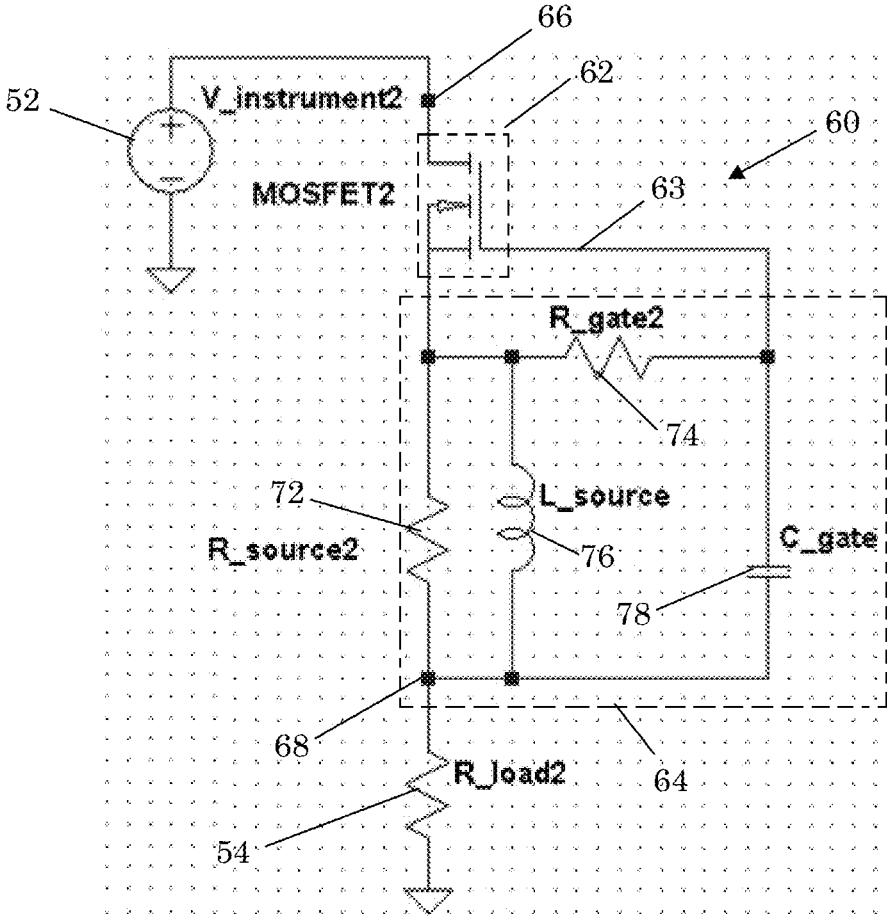 66
62
52
V_instrument2
60
+
−
MOSFET2
63
R_gate2
74
72
L_source
R_source2
76
C_gate
78
68
R_load2
64
54